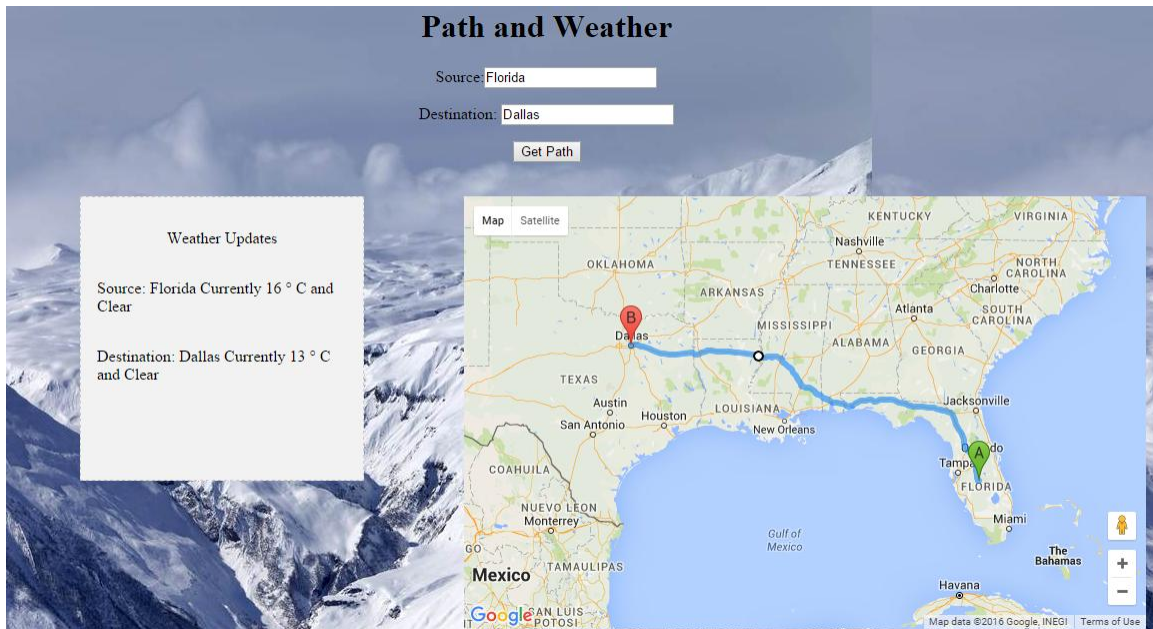 Path and Weather
Source: Florida
Destination: Dallas
Get Path
Weather Updates
Source: Florida Currently 16 ° C and
Clear
Destination: Dallas Currently 13 ° C
and Clear
Map Satellite
KENTUCKY
VIRGINIA
Nashville
OKLAHOMA
TENNESSEE
NORTH
CAROLINA
ARKANSAS
Charlotte
B
Atlanta
SOUTH
CAROLINA
MISSISSIPPI
Dallas
ALABAMA
GEORGIA
TEXAS
Austin
Jacksonville
Houston
LOUISIANA
San Antonio
New Orleans
A
Tampa
COAHUILA
FLORIDA
NUEVO LEON
Monterrey
Miami
Gulf of
Mexico
GO
The
Bahamas
TAMAULIPAS
Mexico
+
Havana
−
Google
SAN LUIS
POTOSI
Map data ©2016 Google, INEGI Terms of Use